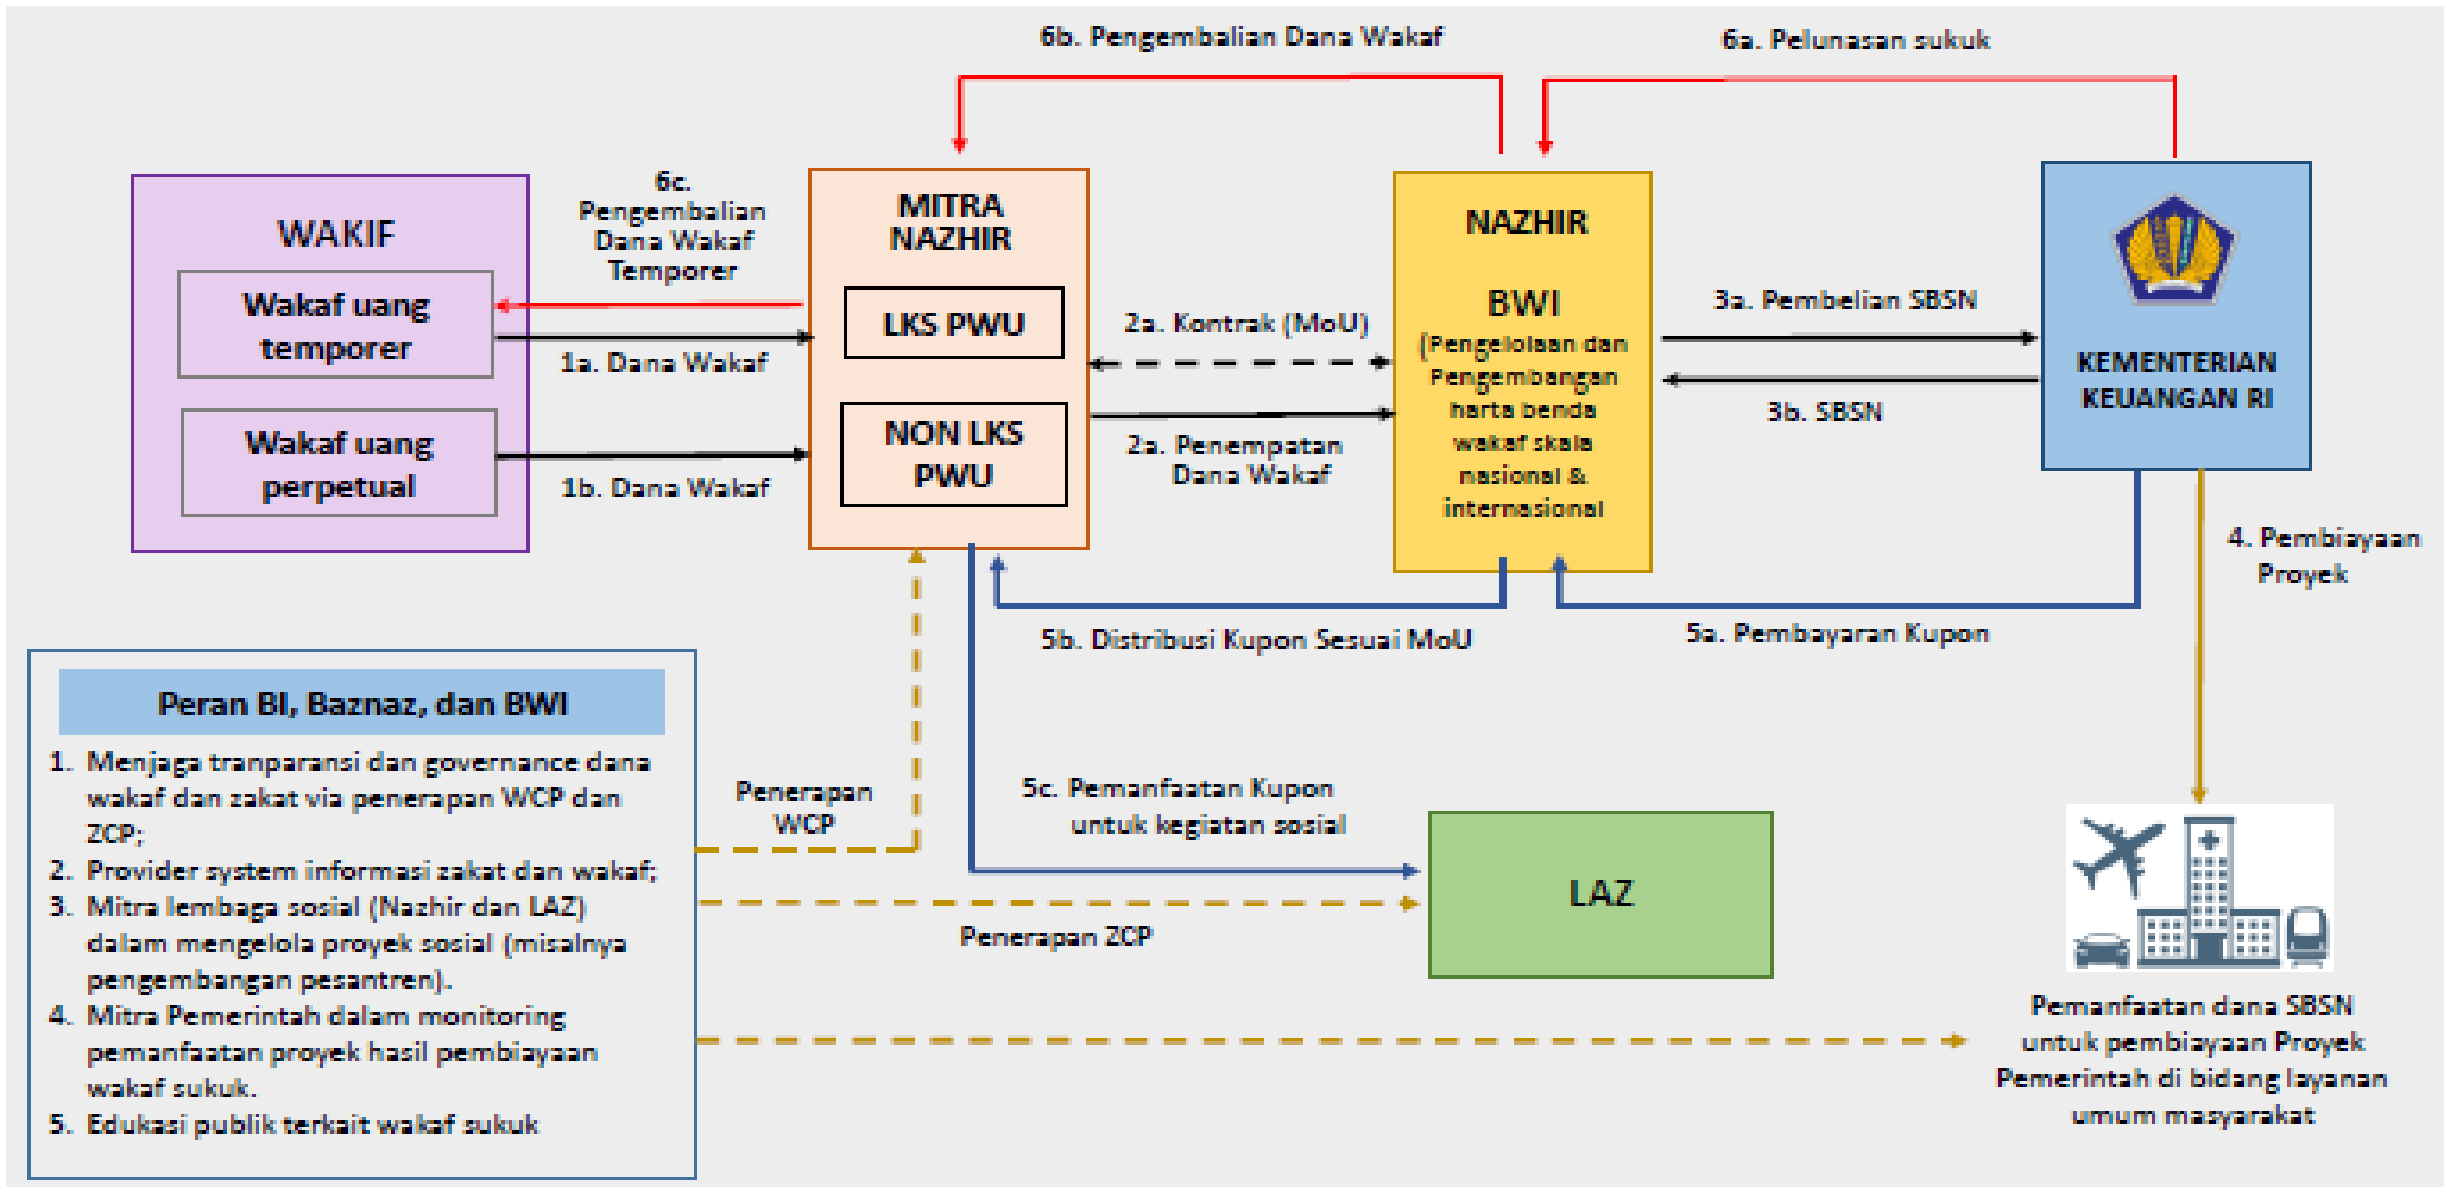 6b. Pengembalian Dana Wakaf
6a. Pelunasan sukuk
WAKIF
Wakaf uang
temporer
Wakaf uang
perpetual
6c.
Pengembalian
Dana Wakaf
Temporer
1a. Dana Wakaf
1b. Dana Wakaf
MITRA
NAZHIR
LKS PWU
NON LKS
PWU
2a. Kontrak (MoU)
2a. Penempatan
Dana Wakaf
NAZHIR
BWI
(Pengelolaan dan
Pengembangan
harta benda
wakaf skala
nasional &
internasional
3a. Pembelian SBSN
3b. SBSN
KEMENTERIAN
KEUANGAN RI
4. Pembiayaan
Proyek
5b. Distribusi Kupon Sesuai MoU
5a. Pembayaran Kupon
Peran BI, Baznaz, dan BWI
1. Menjaga tranparansi dan governance dana
wakaf dan zakat via penerapan WCP dan
ZCP;
2. Provider system informasi zakat dan wakaf;
3. Mitra lembaga sosial (Nazhir dan LAZ)
dalam mengelola proyek sosial (misalnya
pengembangan pesantren).
4. Mitra Pemerintah dalam monitoring
pemanfaatan proyek hasil pembiayaan
wakaf sukuk.
5. Edukasi publik terkait wakaf sukuk
Penerapan
WCP
5c. Pemanfaatan Kupon
untuk kegiatan sosial
Penerapan ZCP
LAZ
Pemanfaatan dana SBSN
untuk pembiayaan Proyek
Pemerintah di bidang layanan
umum masyarakat